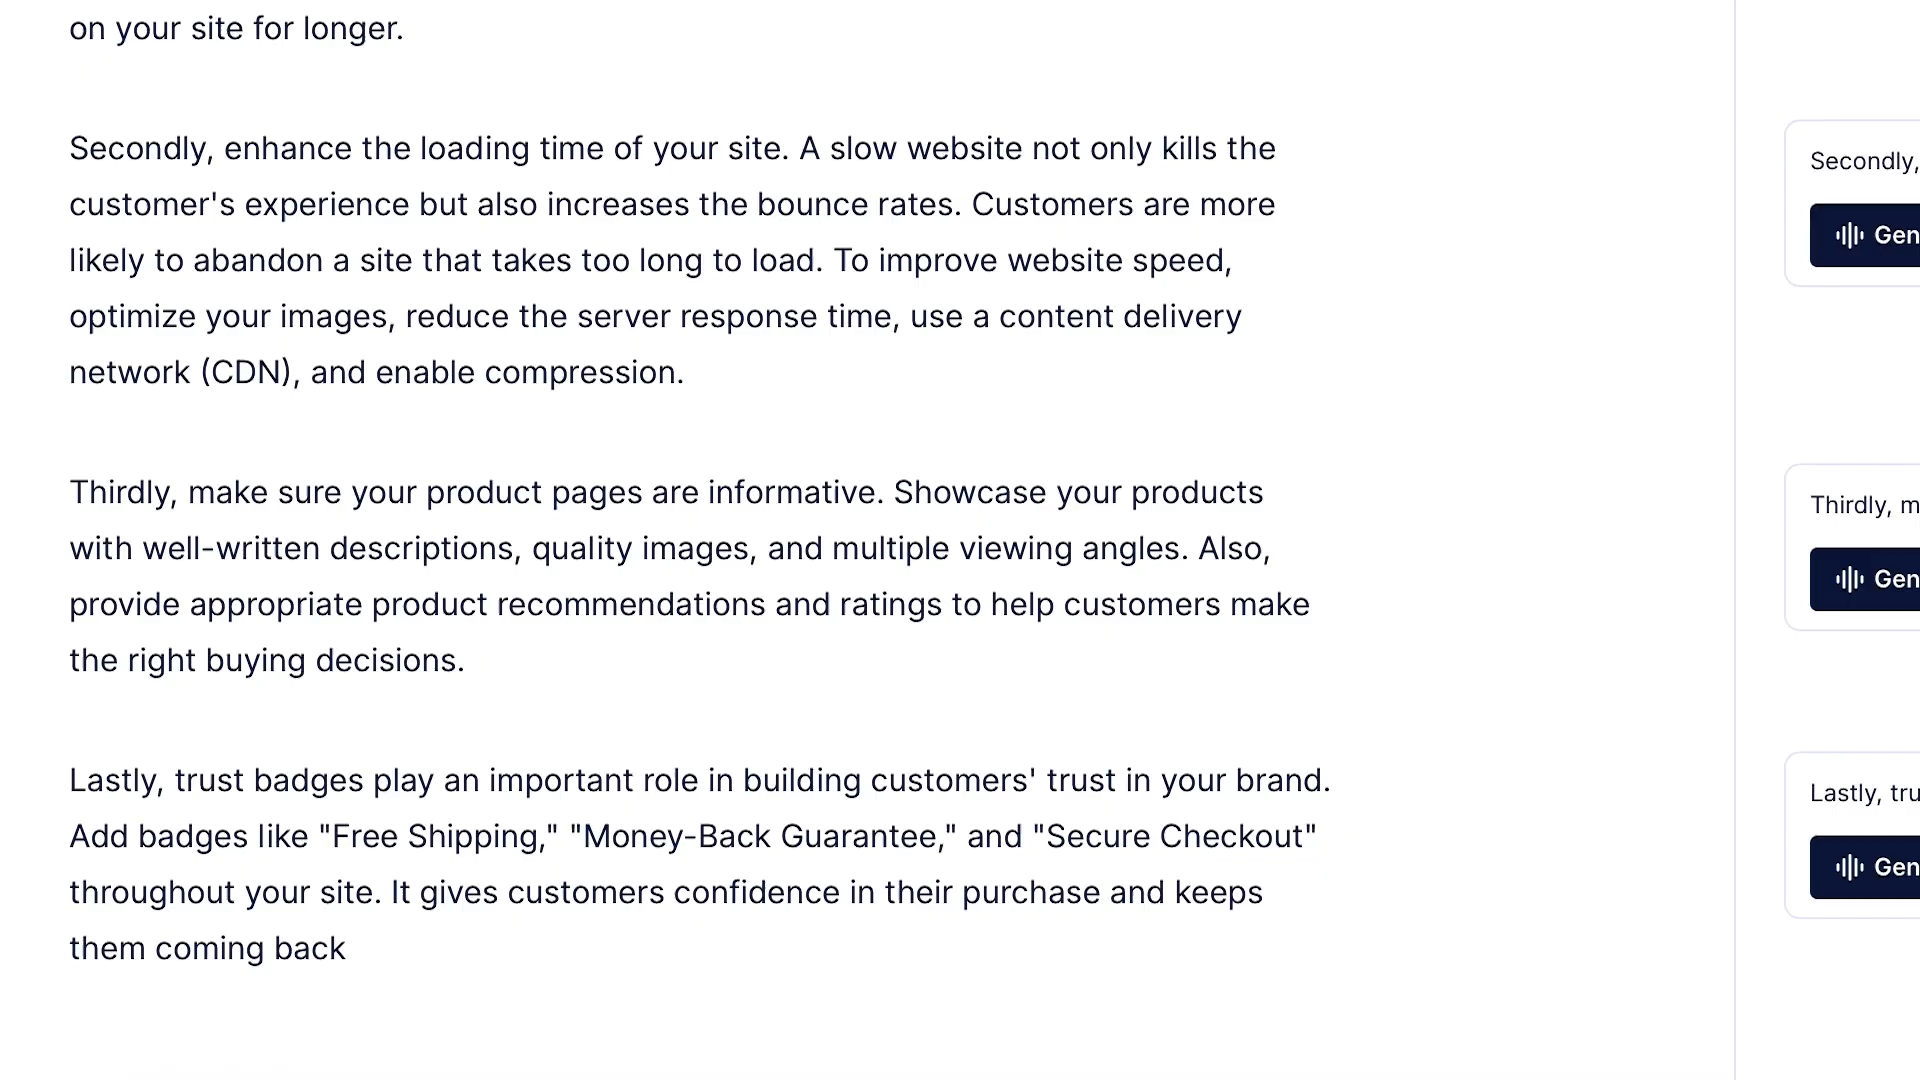 on your site for longer.
Secondly, enhance the loading time of your site. A slow website not only kills the
customer's experience but also increases the bounce rates. Customers are more
likely to abandon a site that takes too long to load. To improve website speed,
optimize your images, reduce the server response time, use a content delivery
network (CDN), and enable compression.
Thirdly, make sure your product pages are informative. Showcase your products
with well-written descriptions, quality images, and multiple viewing angles. Also,
provide appropriate product recommendations and ratings to help customers make
the right buying decisions.
Lastly, trust badges play an important role in building customers' trust in your brand.
Add badges like "Free Shipping," "Money-Back Guarantee," and "Secure Checkout"
throughout your site. It gives customers confidence in their purchase and keeps
them coming back
Secondly,
Gen
Thirdly, m
Gen
Lastly, tru
Gen